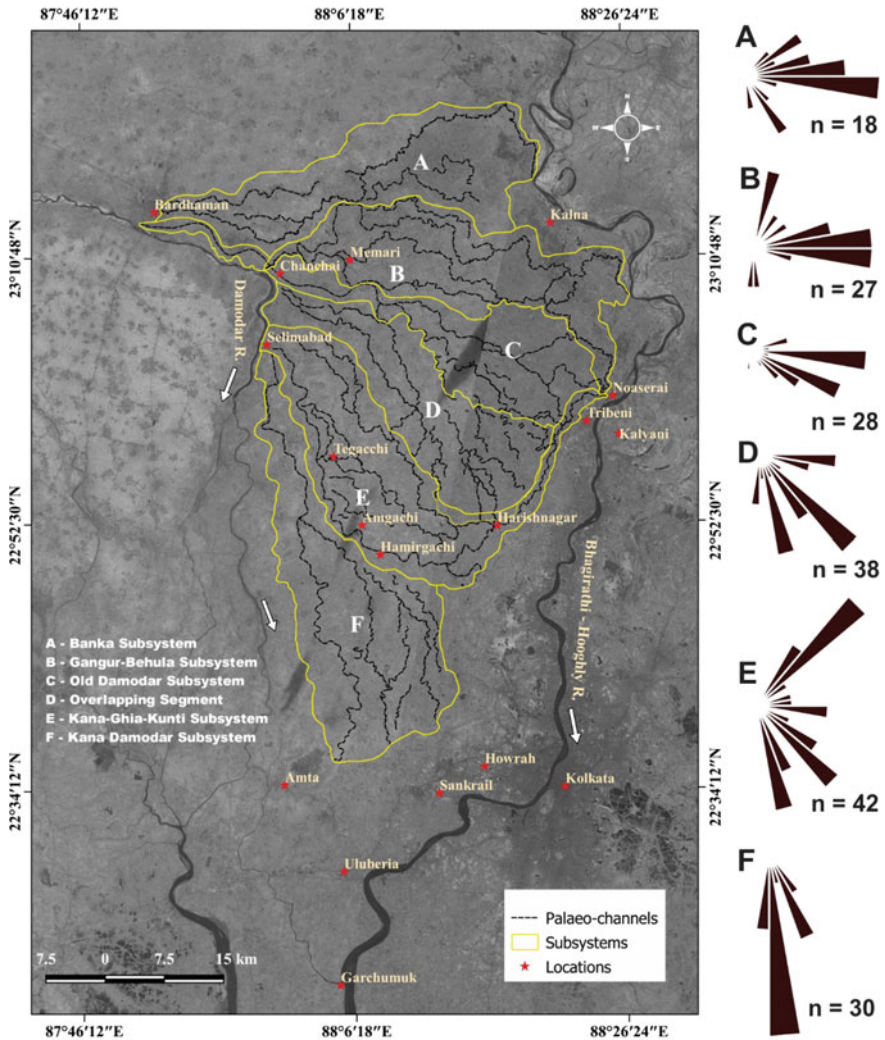 87°46′12″E
88°6′18″E
88°26′24″E
23°10′48″N
22°52′30″N
22°34′12″N
23°10′48″N
22°52′30″N
22°34′12″N
A
Bardhaman
Kalna
Memari
Chanchai
B
Damodar R.
Selimabad
C
Noaserai
Tribeni
Kalyani
D
Tegacchi
E
Amgachi
Harishnagar
Hamirgachi
Bhagirathi - Hooghly R.
F
A - Banka Subsystem
B - Gangur-Behula Subsystem
C - Old Damodar Subsystem
D - Overlapping Segment
E - Kana-Ghia-Kunti Subsystem
F - Kana Damodar Subsystem
Howrah
Amta
Sankrail
Kolkata
Uluberia
Garchumuk
Palaeo-channels
Subsystems
Locations
7.5 0 7.5 15 km
87°46′12″E
88°6′18″E
88°26′24″E
A
n = 18
B
n = 27
C
n = 28
D
n = 38
E
n = 42
F
n = 30